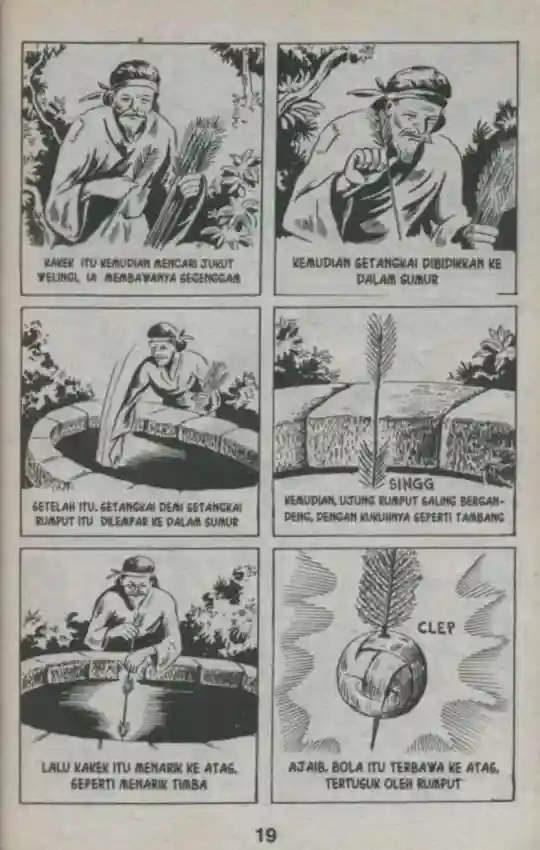 KAKEK ITU KEMUDIAN MENCARI JUKUT
WELINGI, IA MEMBAWANYA SEGENGGAM
KEMUDIAN SETANGKAI DIBIDIKKAN KE
DALAM SUMUR
SETELAH ITU, SETANGKAI DEMI SETANGKAI
RUMPUT ITU DILEMPAR KE DALAM SUMUR
SINGG
KEMUDIAN, UJUNG RUMPUT SALING BERGAN-
DENG, DENGAN KUKUHNYA SEPERTI TAMBANG
LALU KAKEK ITU MENARIK KE ATAS,
SEPERTI MENARIK TIMBA
CLEP
AJAIB, BOLA ITU TERBAWA KE ATAS,
TERTUSUK OLEH RUMPUT
19